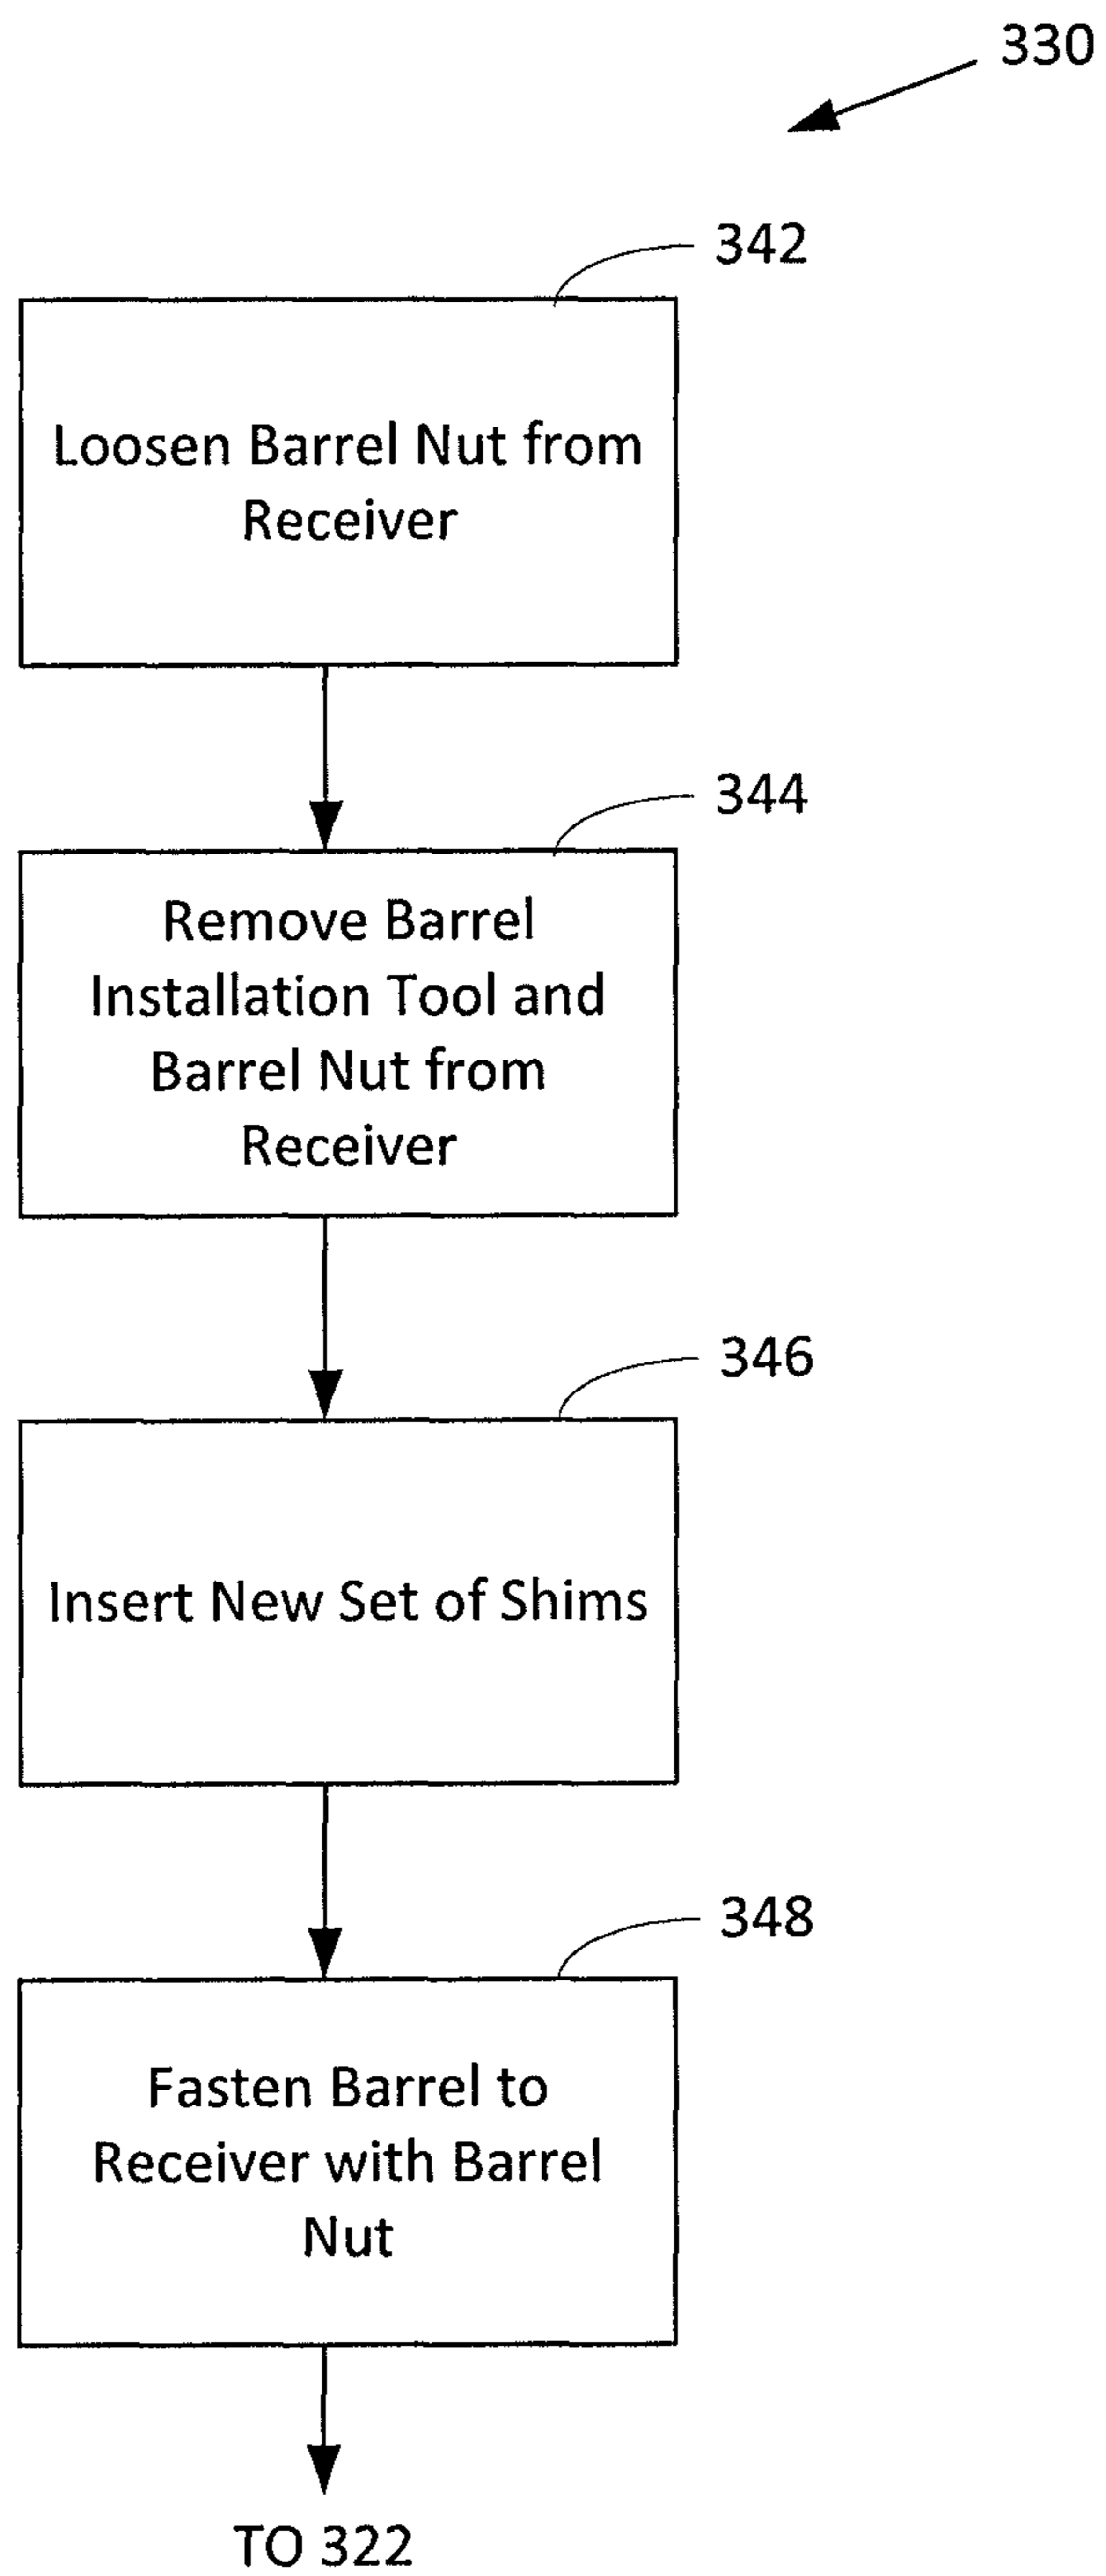 330
342
Loosen Barrel Nut from
Receiver
344
Remove Barrel
Installation Tool and
Barrel Nut from
Receiver
346
Insert New Set of Shims
348
Fasten Barrel to
Receiver with Barrel
Nut
TO 322